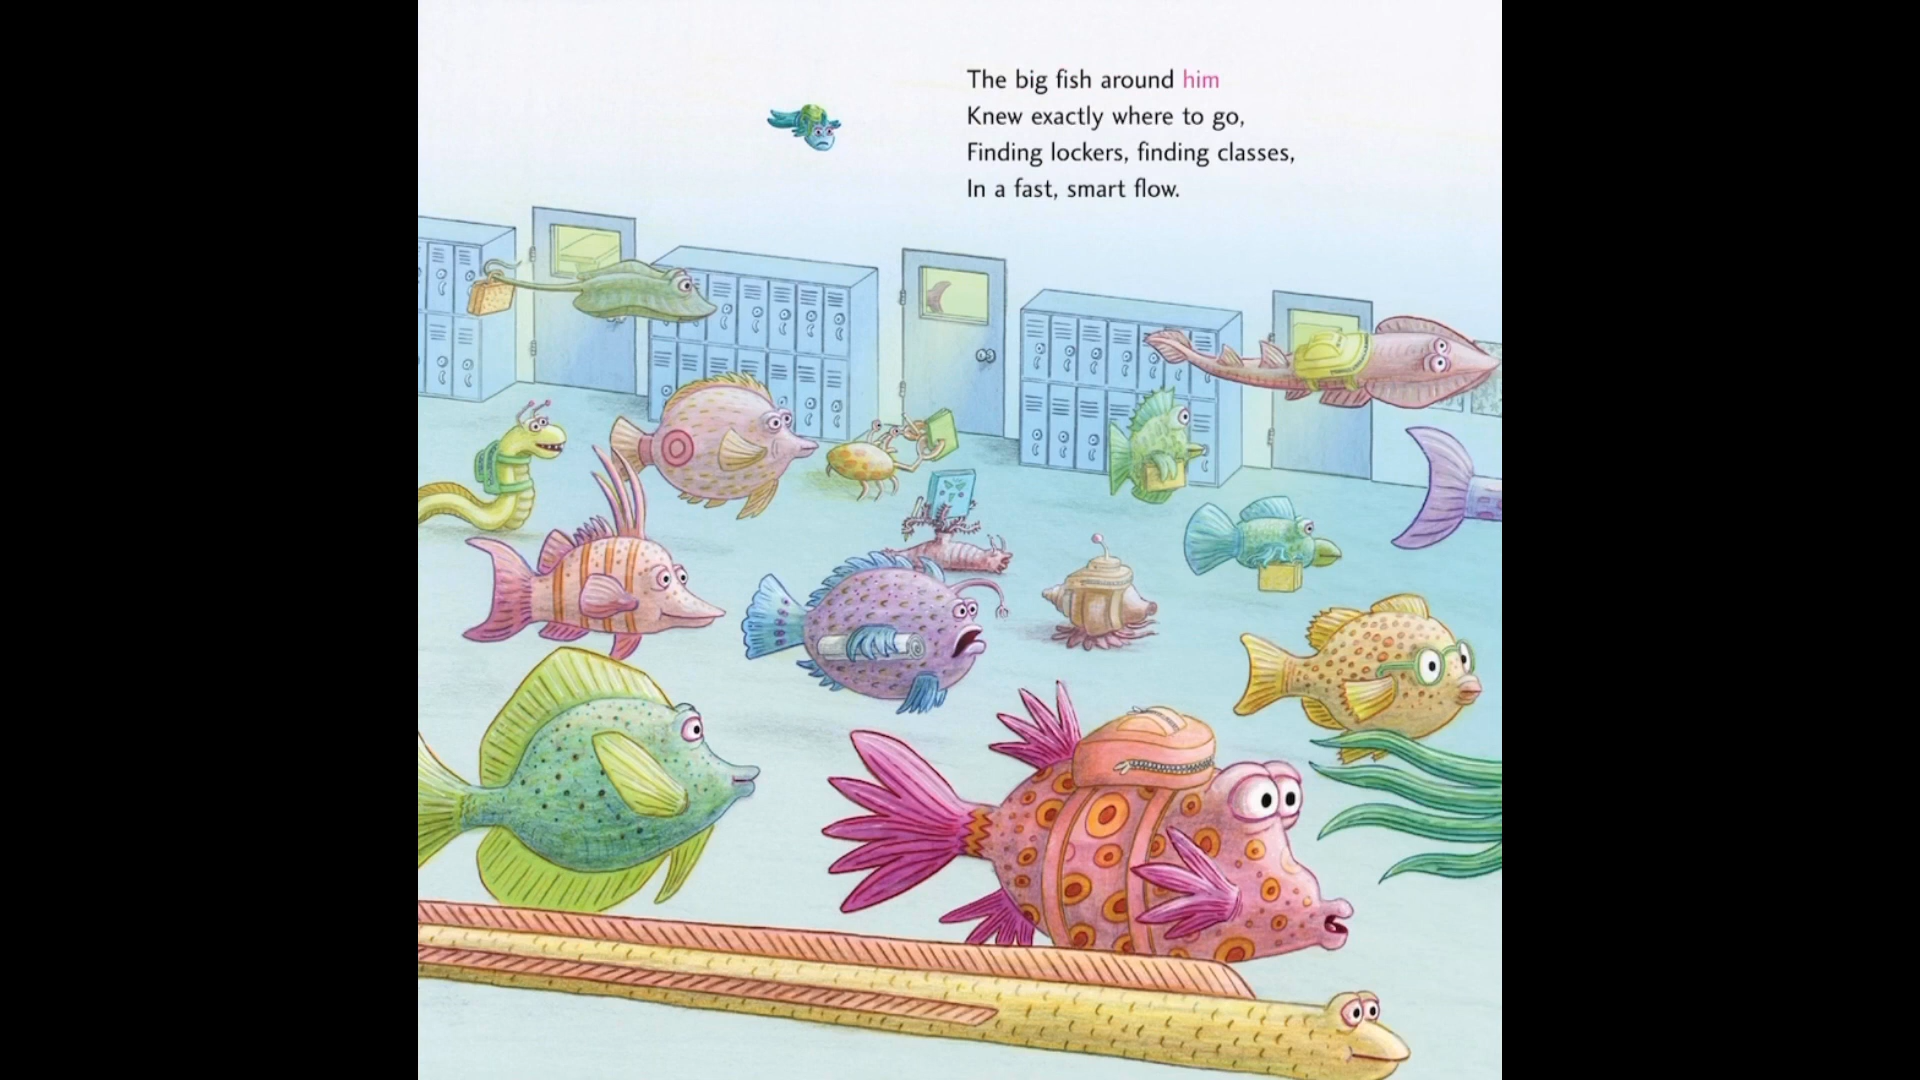 The big fish around him
Knew exactly where to go,
Finding lockers, finding classes,
In a fast, smart flow.